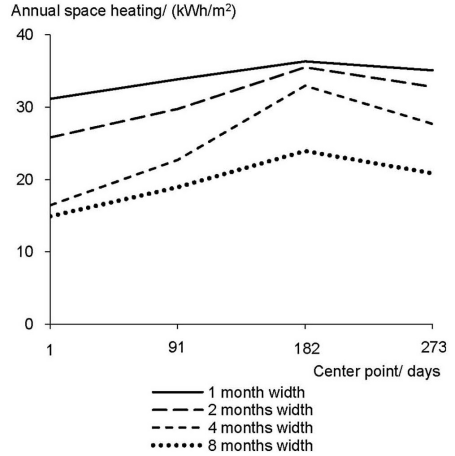 Annual space heating/ (kWh/m²)
40
30
20
10
0
1 91 182 273
Center point/ days
1 month width
2 months width
4 months width
8 months width